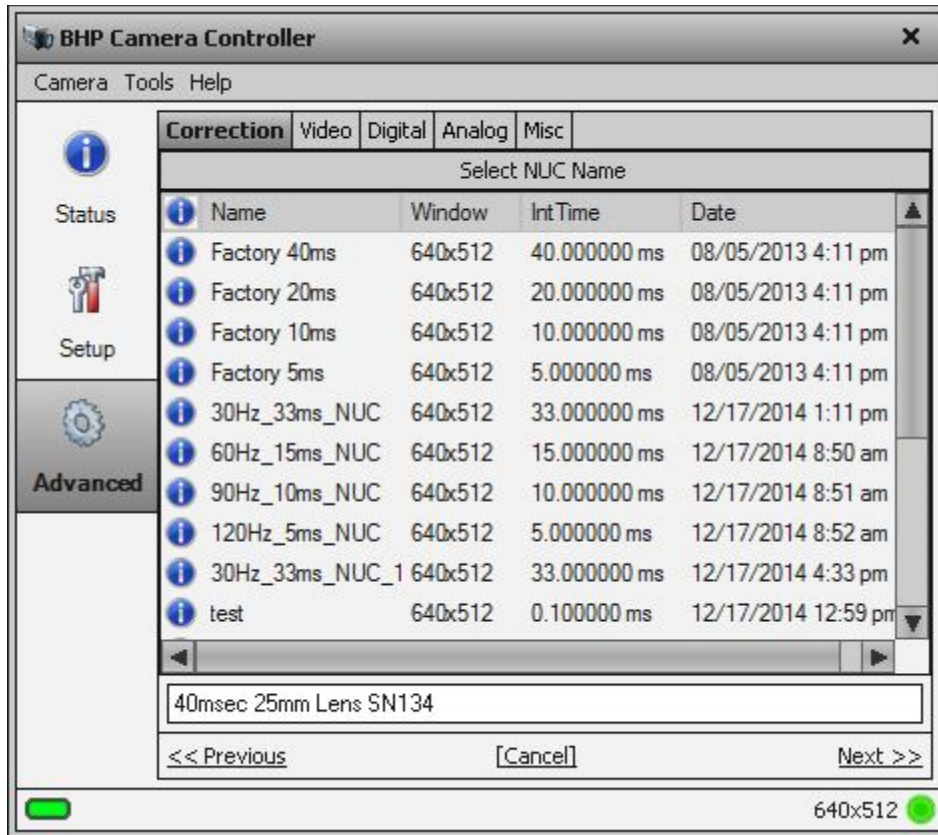 BHP Camera Controller
Camera Tools Help
Correction Video Digital Analog Misc
Select NUC Name
Status
Setup
Advanced
Name Window IntTime Date
Factory 40ms 640x512 40.000000 ms 08/05/2013 4:11 pm
Factory 20ms 640x512 20.000000 ms 08/05/2013 4:11 pm
Factory 10ms 640x512 10.000000 ms 08/05/2013 4:11 pm
Factory 5ms 640x512 5.000000 ms 08/05/2013 4:11 pm
30Hz_33ms_NUC 640x512 33.000000 ms 12/17/2014 1:11 pm
60Hz_15ms_NUC 640x512 15.000000 ms 12/17/2014 8:50 am
90Hz_10ms_NUC 640x512 10.000000 ms 12/17/2014 8:51 am
120Hz_5ms_NUC 640x512 5.000000 ms 12/17/2014 8:52 am
30Hz_33ms_NUC_1 640x512 33.000000 ms 12/17/2014 4:33 pm
test 640x512 0.100000 ms 12/17/2014 12:59 pm
40msec 25mm Lens SN134
<< Previous [Cancel] Next >>
640x512